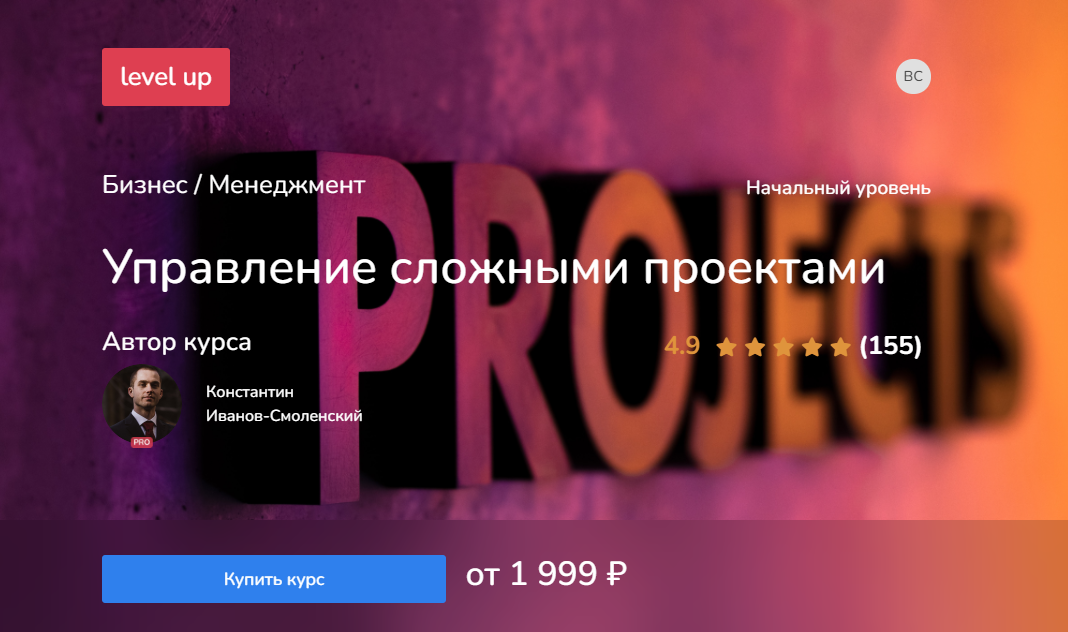 level up
ВС
Бизнес / Менеджмент
Начальный уровень
PROJECTS
Управление сложными проектами
Автор курса
4.9
(155)
Константин
Иванов-Смоленский
PRO
Купить курс
от 1 999 ₽